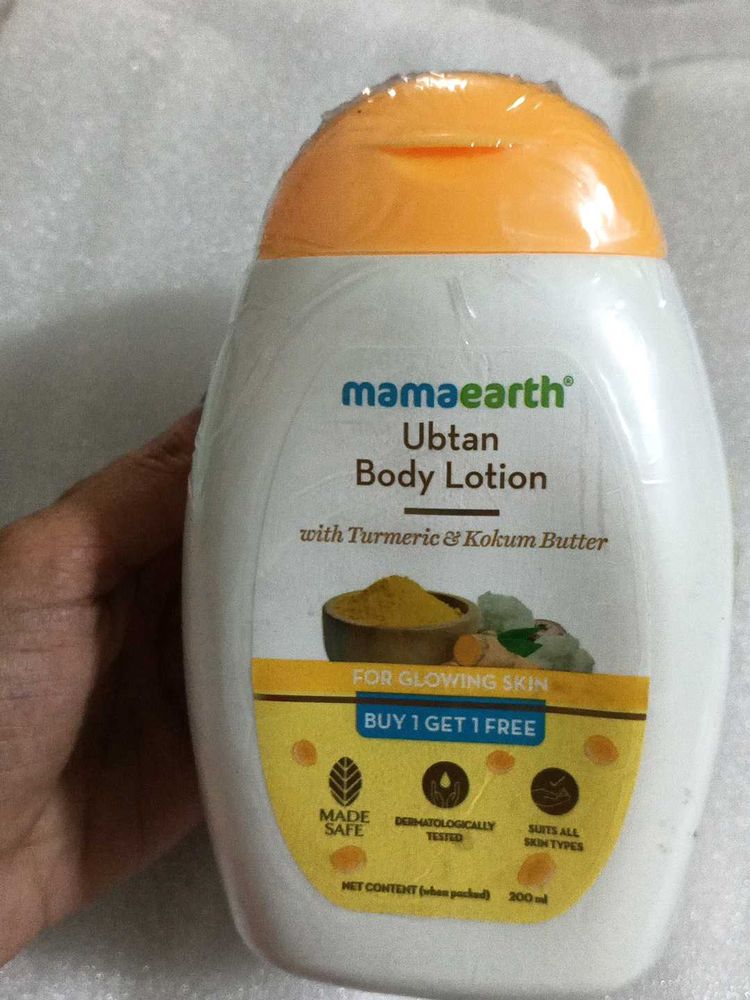 mamaearth®
Ubtan
Body Lotion
with Turmeric & Kokum Butter
FOR GLOWING SKIN
BUY 1 GET 1 FREE
MADE
SAFE
DERMATOLOGICALLY
TESTED
SUITS ALL
SKIN TYPES
NET CONTENT (when packed) 200 ml